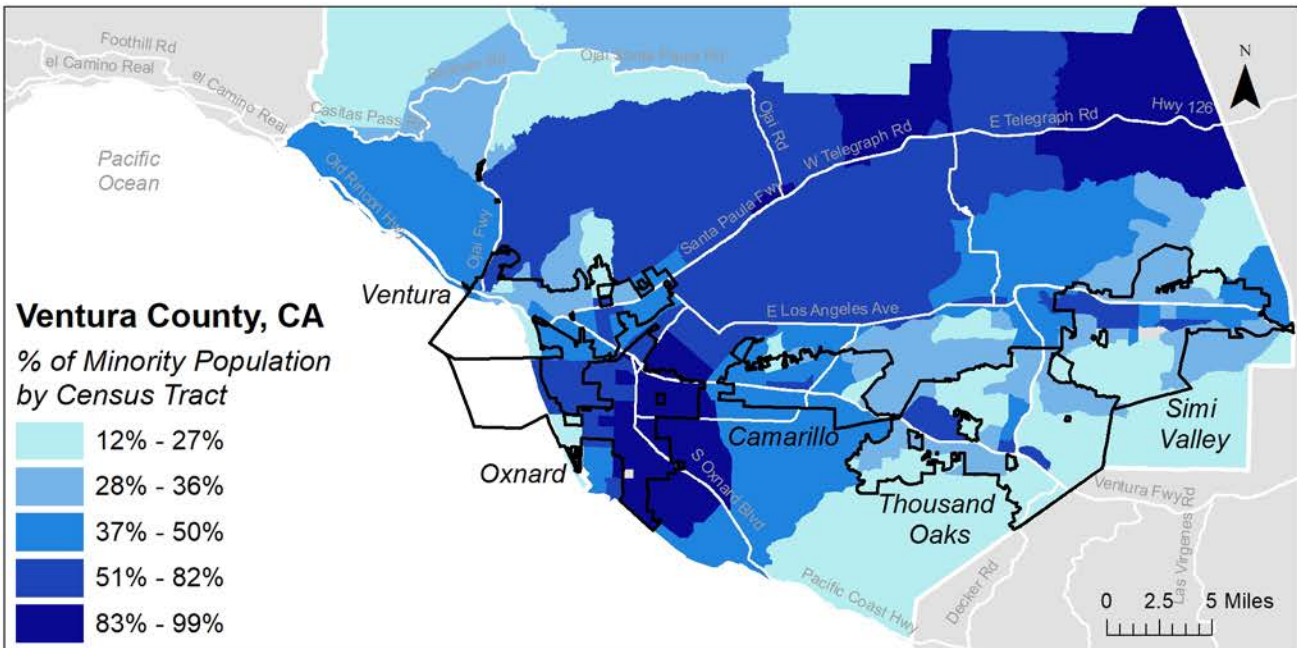 Foothill Rd
el Camino Real
el Camino Real
Casitas Pass
Ojai Santa Paula Rd
Ojai Rd
W Telegraph Rd
E Telegraph Rd
Hwy 126
N
Pacific
Ocean
Old Rincon Hwy
Ojai Fwy
Santa Paula Fwy
Ventura
E Los Angeles Ave
Ventura County, CA
% of Minority Population
by Census Tract
12% - 27%
28% - 36%
37% - 50%
51% - 82%
83% - 99%
Oxnard
Camarillo
S Oxnard Blvd
Thousand
Oaks
Simi
Valley
Ventura Fwy
Las Virgenes Rd
Decker Rd
Pacific Coast Hwy
0 2.5 5 Miles